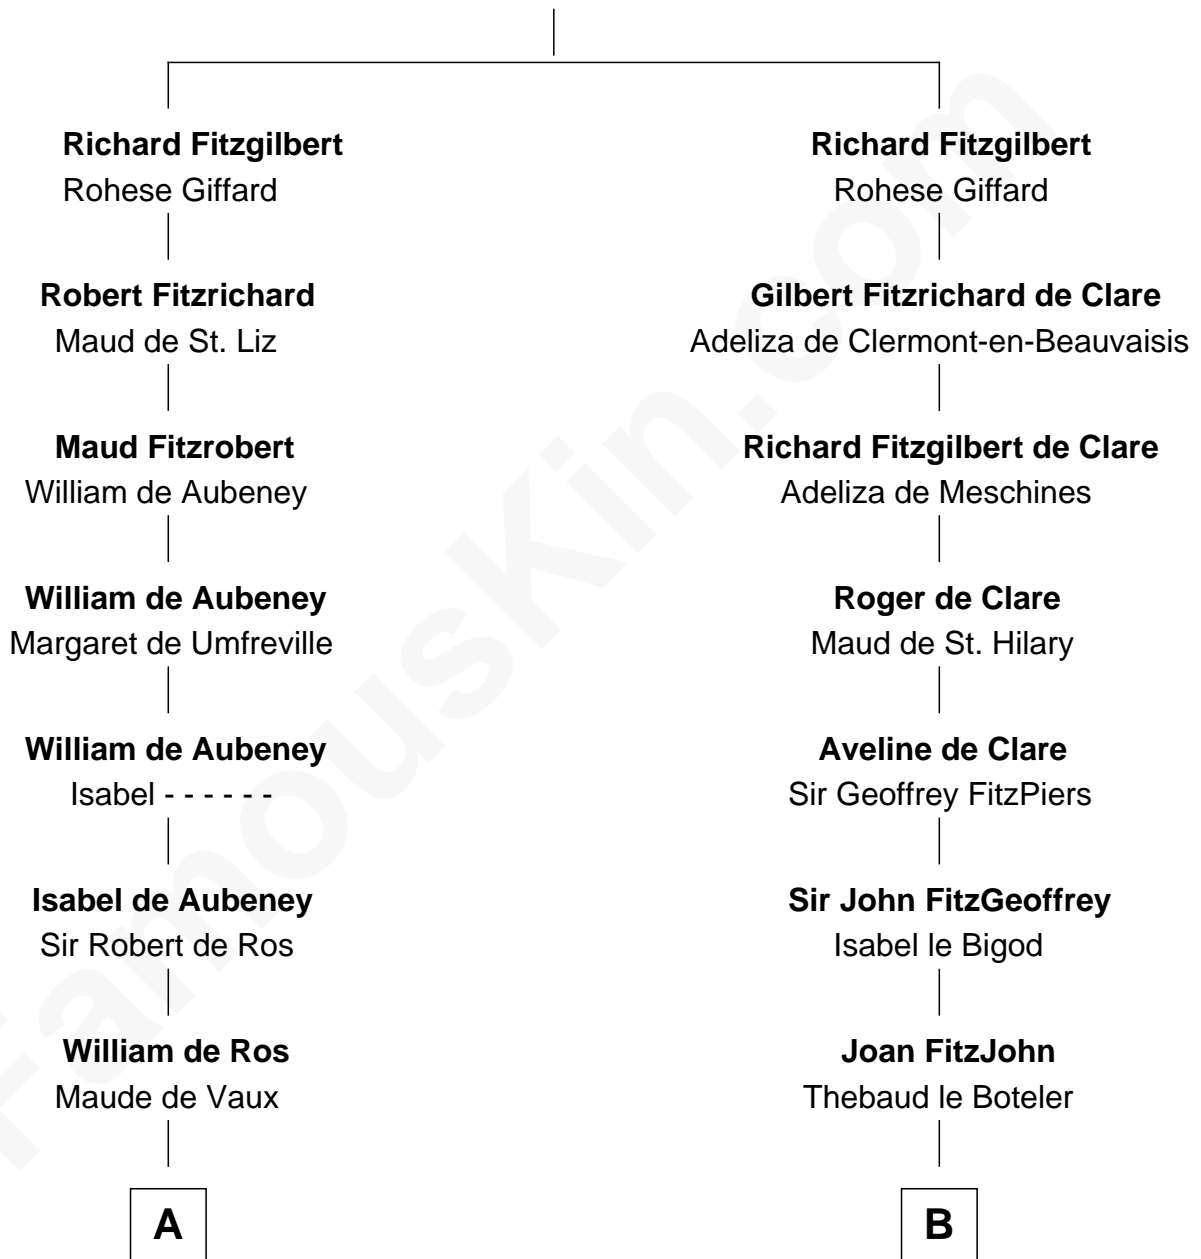 Richard Fitzgilbert
Rohese Giffard
Robert Fitzrichard
Maud de St. Liz
Maud Fitzrobert
William de Aubeney
William de Aubeney
Margaret de Umfreville
William de Aubeney
Isabel - - - - - -
Isabel de Aubeney
Sir Robert de Ros
William de Ros
Maude de Vaux
A
Richard Fitzgilbert
Rohese Giffard
Gilbert Fitzrichard de Clare
Adeliza de Clermont-en-Beauvaisis
Richard Fitzgilbert de Clare
Adeliza de Meschines
Roger de Clare
Maud de St. Hilary
Aveline de Clare
Sir Geoffrey FitzPiers
Sir John FitzGeoffrey
Isabel le Bigod
Joan FitzJohn
Thebaud le Boteler
B
FamousKin.com